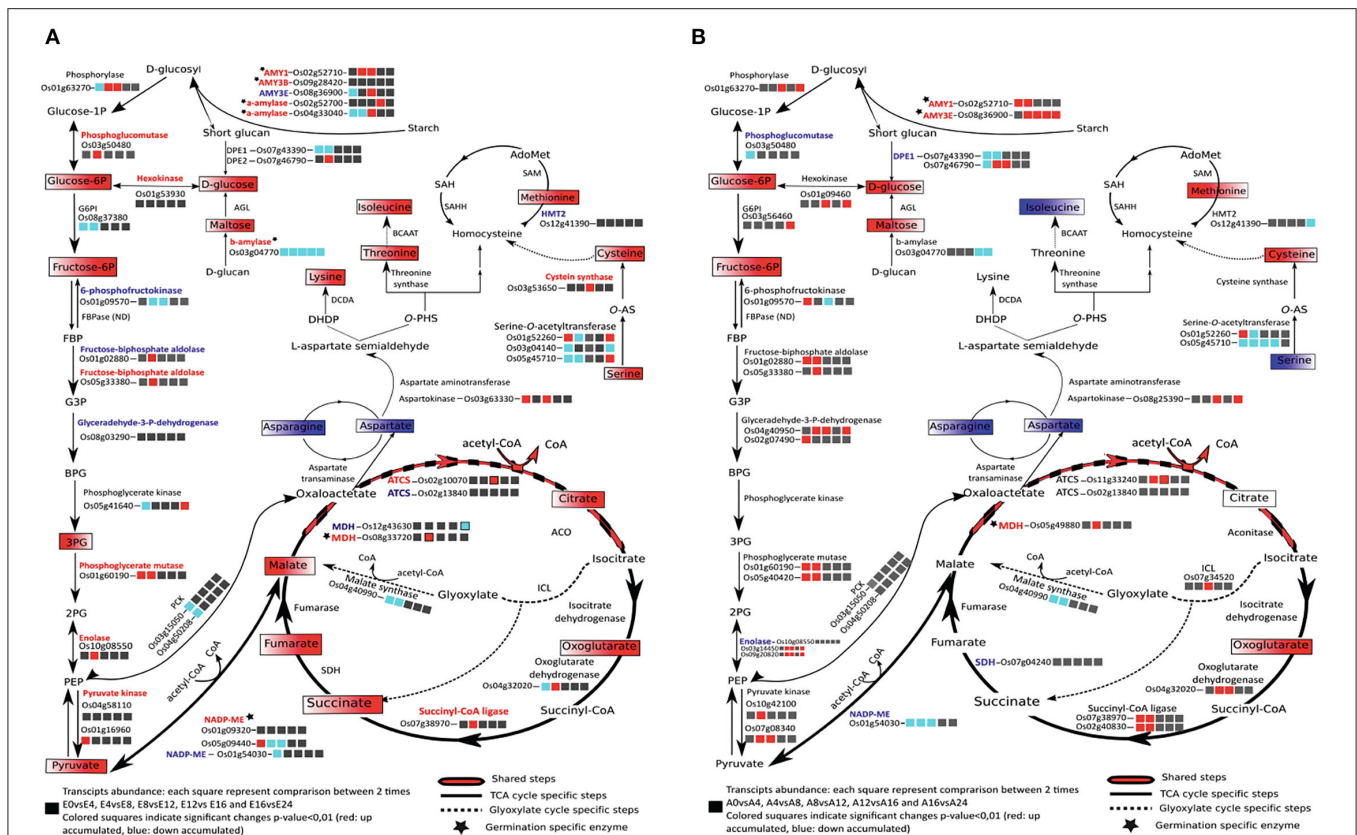 A
D-glucosyl
Phosphorylase
Os01g63270
Glucose-1P
*AMY1-Os02g52710
*AMY3B-Os09g28420
AMY3E-Os08g36900
*a-amylase-Os02g52700
*a-amylase-Os04g33040
Short glucan
Starch
Phosphoglucomutase
Os03g50480
DPE1-Os07g43390
DPE2-Os07g46790
Glucose-6P
Hexokinase
Os01g53930
D-glucose
AGL
Maltose
b-amylase*
Os03g04770
D-glucan
G6PI
Os08g37380
Fructose-6P
AdoMet
SAM
SAH
SAHH
Methionine
HMT2
Os12g41390
Homocysteine
Isoleucine
BCAAT
Threonine
Threonine
synthase
Lysine
DCDA
DHDP
O-PHS
L-aspartate semialdehyde
Cysteine
Cystein synthase
Os03g53650
O-AS
Serine-O-acetyltransferase
Os01g52260
Os03g04140
Os05g45710
Serine
6-phosphofructokinase
Os01g09570
FBPase (ND)
FBP
Fructose-biphosphate aldolase
Os01g02880
Fructose-biphosphate aldolase
Os05g33380
G3P
Glyceradehyde-3-P-dehydrogenase
Os08g03290
BPG
Phosphoglycerate kinase
Os05g41640
3PG
Phosphoglycerate mutase
Os01g60190
2PG
Enolase
Os10g08550
PEP
Pyruvate kinase
Os04g58110
Os01g16960
Pyruvate
Aspartate aminotransferase
Aspartokinase-Os03g63330
Asparagine
Aspartate
Aspartate
transaminase
Oxaloactetate
acetyl-CoA
CoA
ATCS-Os02g10070
ATCS-Os02g13840
Citrate
ACO
MDH-Os12g43630
*MDH-Os08g33720
Isocitrate
Malate
CoA
acetyl-CoA
Malate synthase
Os04g40990
Glyoxylate
ICL
PCK
Os03g15050
Os04g50208
Fumarase
Isocitrate
dehydrogenase
Fumarate
Oxoglutarate
SDH
Oxoglutarate
dehydrogenase
Os04g32020
Succinate
Succinyl-CoA
Succinyl-CoA ligase
Os07g38970
acetyl-CoA
CoA
NADP-ME*
Os01g09320
Os05g09440
NADP-ME-Os01g54030
Transcipts abundance: each square represent comparison between 2 times
E0vsE4, E4vsE8, E8vsE12, E12vs E16 and E16vsE24
Colored suquares indicate significant changes p-value<0,01 (red: up
accumulated, blue: down accumulated)
Shared steps
TCA cycle specific steps
Glyoxylate cycle specific steps
Germination specific enzyme
B
D-glucosyl
Phosphorylase
Os01g63270
Glucose-1P
*AMY1-Os02g52710
*AMY3E-Os08g36900
Short glucan
Starch
Phosphoglucomutase
Os03g50480
DPE1-Os07g43390
Os07g46790
Glucose-6P
Hexokinase
Os01g09460
D-glucose
AGL
Maltose
b-amylase
Os03g04770
D-glucan
G6PI
Os03g56460
Fructose-6P
AdoMet
SAM
SAH
SAHH
Methionine
HMT2
Os12g41390
Homocysteine
Isoleucine
BCAAT
Threonine
Threonine
synthase
Lysine
DCDA
DHDP
O-PHS
L-aspartate semialdehyde
Cysteine
Cysteine synthase
O-AS
Serine-O-acetyltransferase
Os01g52260
Os05g45710
Serine
6-phosphofructokinase
Os01g09570
FBPase (ND)
FBP
Fructose-biphosphate aldolase
Os01g02880
Os05g33380
G3P
Glyceradehyde-3-P-dehydrogenase
Os04g40950
Os02g07490
BPG
Phosphoglycerate kinase
3PG
Phosphoglycerate mutase
Os01g60190
Os05g40420
2PG
Enolase-Os10g08550
Os03g14450
Os09g20820
PEP
Pyruvate kinase
Os10g42100
Os07g08340
Pyruvate
Aspartate aminotransferase
Aspartokinase-Os08g25390
Asparagine
Aspartate
Aspartate
transaminase
Oxaloactetate
acetyl-CoA
CoA
ATCS-Os11g33240
ATCS-Os02g13840
Citrate
Aconitase
*MDH-Os05g49880
Isocitrate
Malate
CoA
acetyl-CoA
Malate synthase
Os04g40990
Glyoxylate
ICL
Os07g34520
PCK
Os03g15050
Os04g50208
Fumarase
Isocitrate
dehydrogenase
Fumarate
Oxoglutarate
SDH-Os07g04240
Oxoglutarate
dehydrogenase
Os04g32020
Succinate
Succinyl-CoA
Succinyl-CoA ligase
Os07g38970
Os02g40830
acetyl-CoA
CoA
NADP-ME
Os01g54030
Transcipts abundance: each square represent comparison between 2 times
A0vsA4, A4vsA8, A8vsA12, A12vsA16 and A16vsA24
Colored suquares indicate significant changes p-value<0,01 (red: up
accumulated, blue: down accumulated)
Shared steps
TCA cycle specific steps
Glyoxylate cycle specific steps
Germination specific enzyme